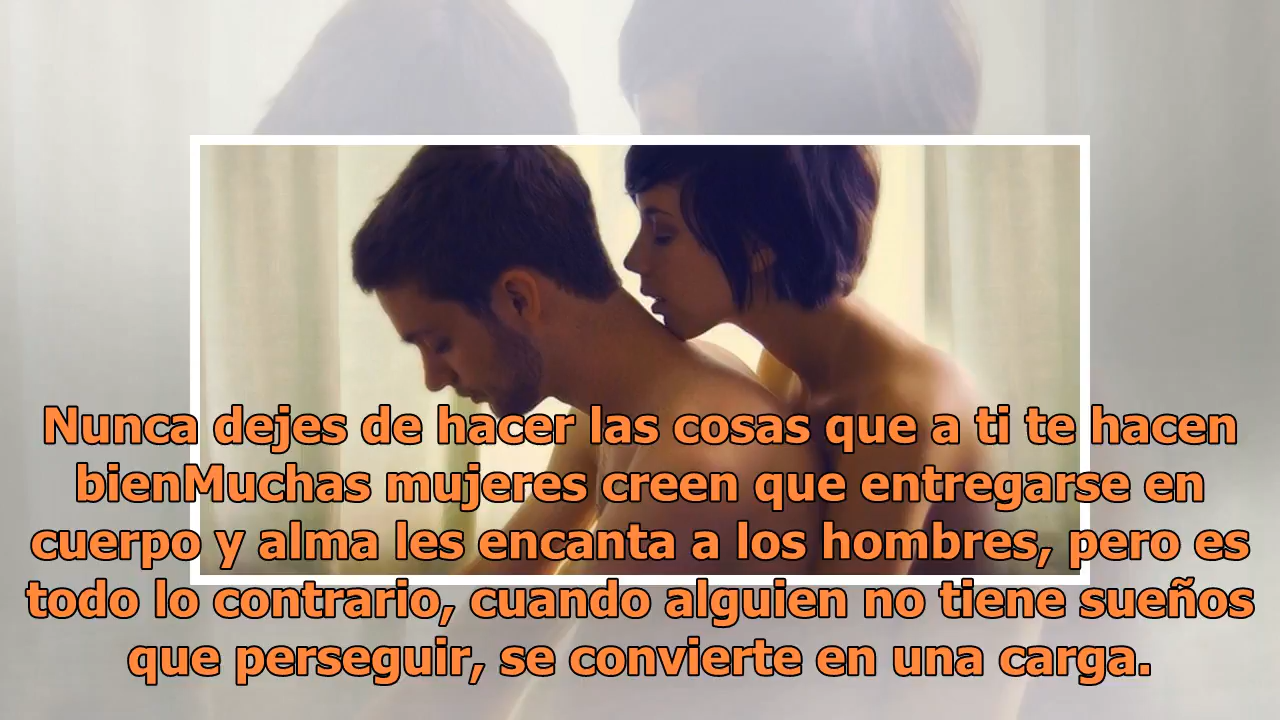 Nunca dejes de hacer las cosas que a ti te hacen
bienMuchas mujeres creen que entregarse en
cuerpo y alma les encanta a los hombres, pero es
todo lo contrario, cuando alguien no tiene sueños
que perseguir, se convierte en una carga.